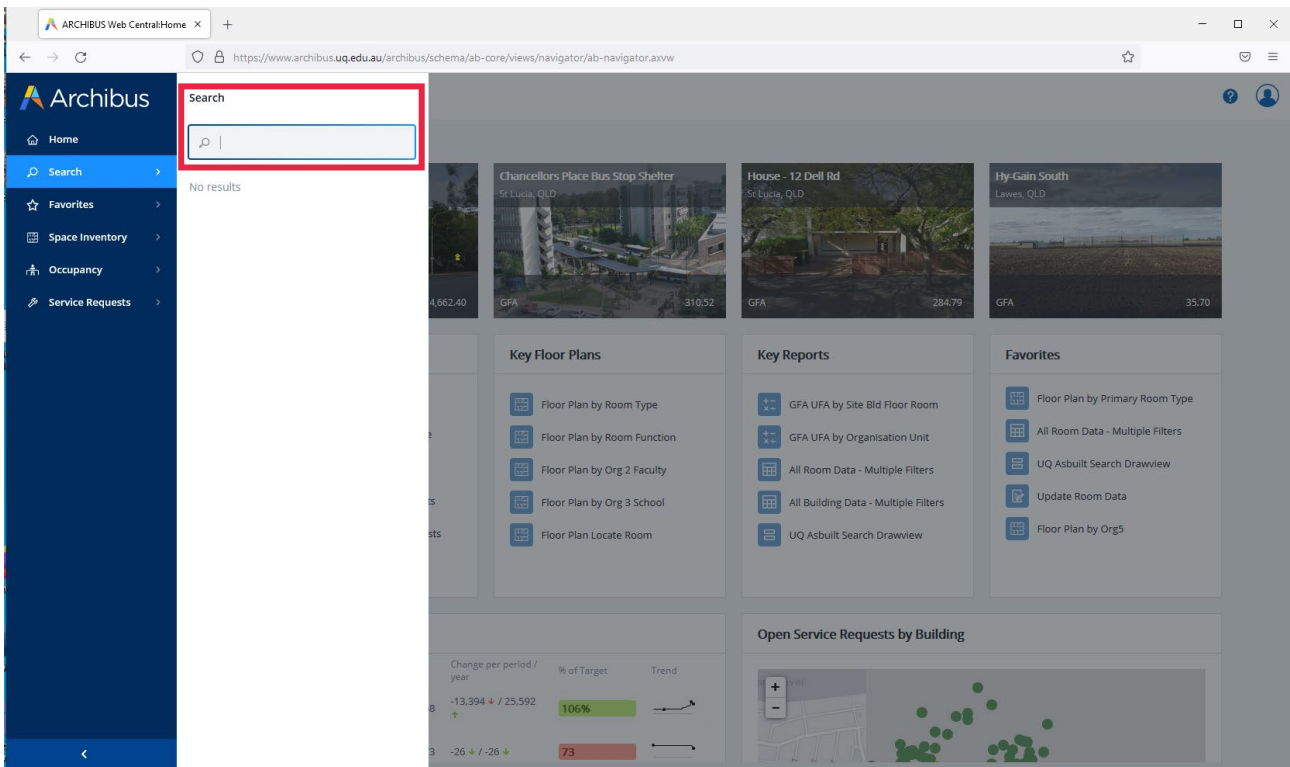 ARCHIBUS Web Central:Home
https://www.archibus.uq.edu.au/archibus/schema/ab-core/views/navigator/ab-navigator.axvw
Archibus
Home
Search
Favorites
Space Inventory
Occupancy
Service Requests
Search
No results
4,662.40
Chancellors Place Bus Stop Shelter
St Lucia, QLD
GFA 310.52
House - 12 Dell Rd
St Lucia, QLD
GFA 284.79
Hy-Gain South
Lawes, QLD
GFA 35.70
Key Floor Plans
Floor Plan by Room Type
Floor Plan by Room Function
Floor Plan by Org 2 Faculty
Floor Plan by Org 3 School
Floor Plan Locate Room
Key Reports
GFA UFA by Site Bld Floor Room
GFA UFA by Organisation Unit
All Room Data - Multiple Filters
All Building Data - Multiple Filters
UQ Asbuilt Search Drawview
Favorites
Floor Plan by Primary Room Type
All Room Data - Multiple Filters
UQ Asbuilt Search Drawview
Update Room Data
Floor Plan by Org5
Change per period /
year
% of Target
Trend
-13,394 ↓ / 25,592
↑
106%
-26 ↓ / -26 ↓
73
Open Service Requests by Building
+
−